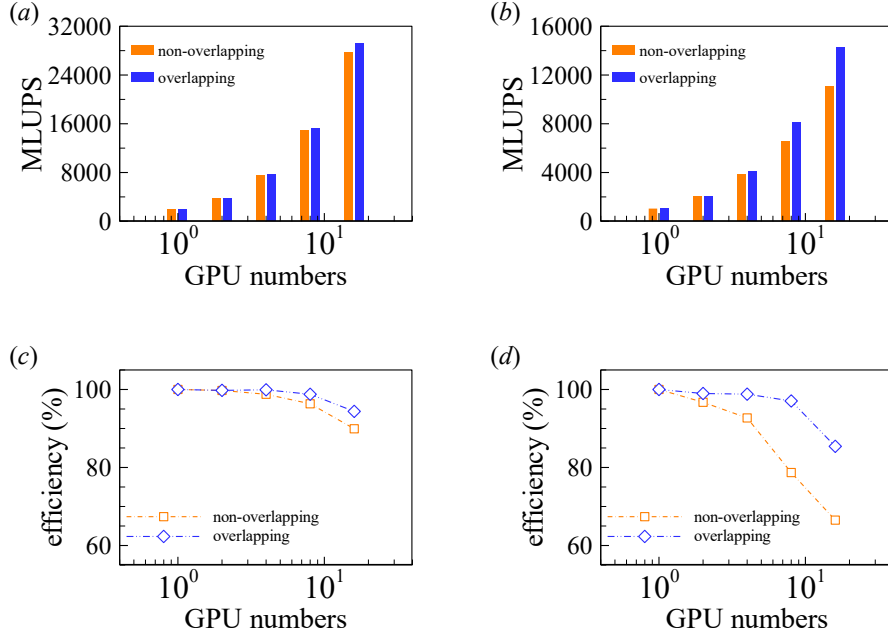 (a)
32000
24000
16000
8000
0
MLUPS
non-overlapping
overlapping
10^0
10^1
GPU numbers
(b)
16000
12000
8000
4000
0
MLUPS
non-overlapping
overlapping
10^0
10^1
GPU numbers
(c)
100
80
60
efficiency (%)
non-overlapping
overlapping
10^0
10^1
GPU numbers
(d)
100
80
60
efficiency (%)
non-overlapping
overlapping
10^0
10^1
GPU numbers